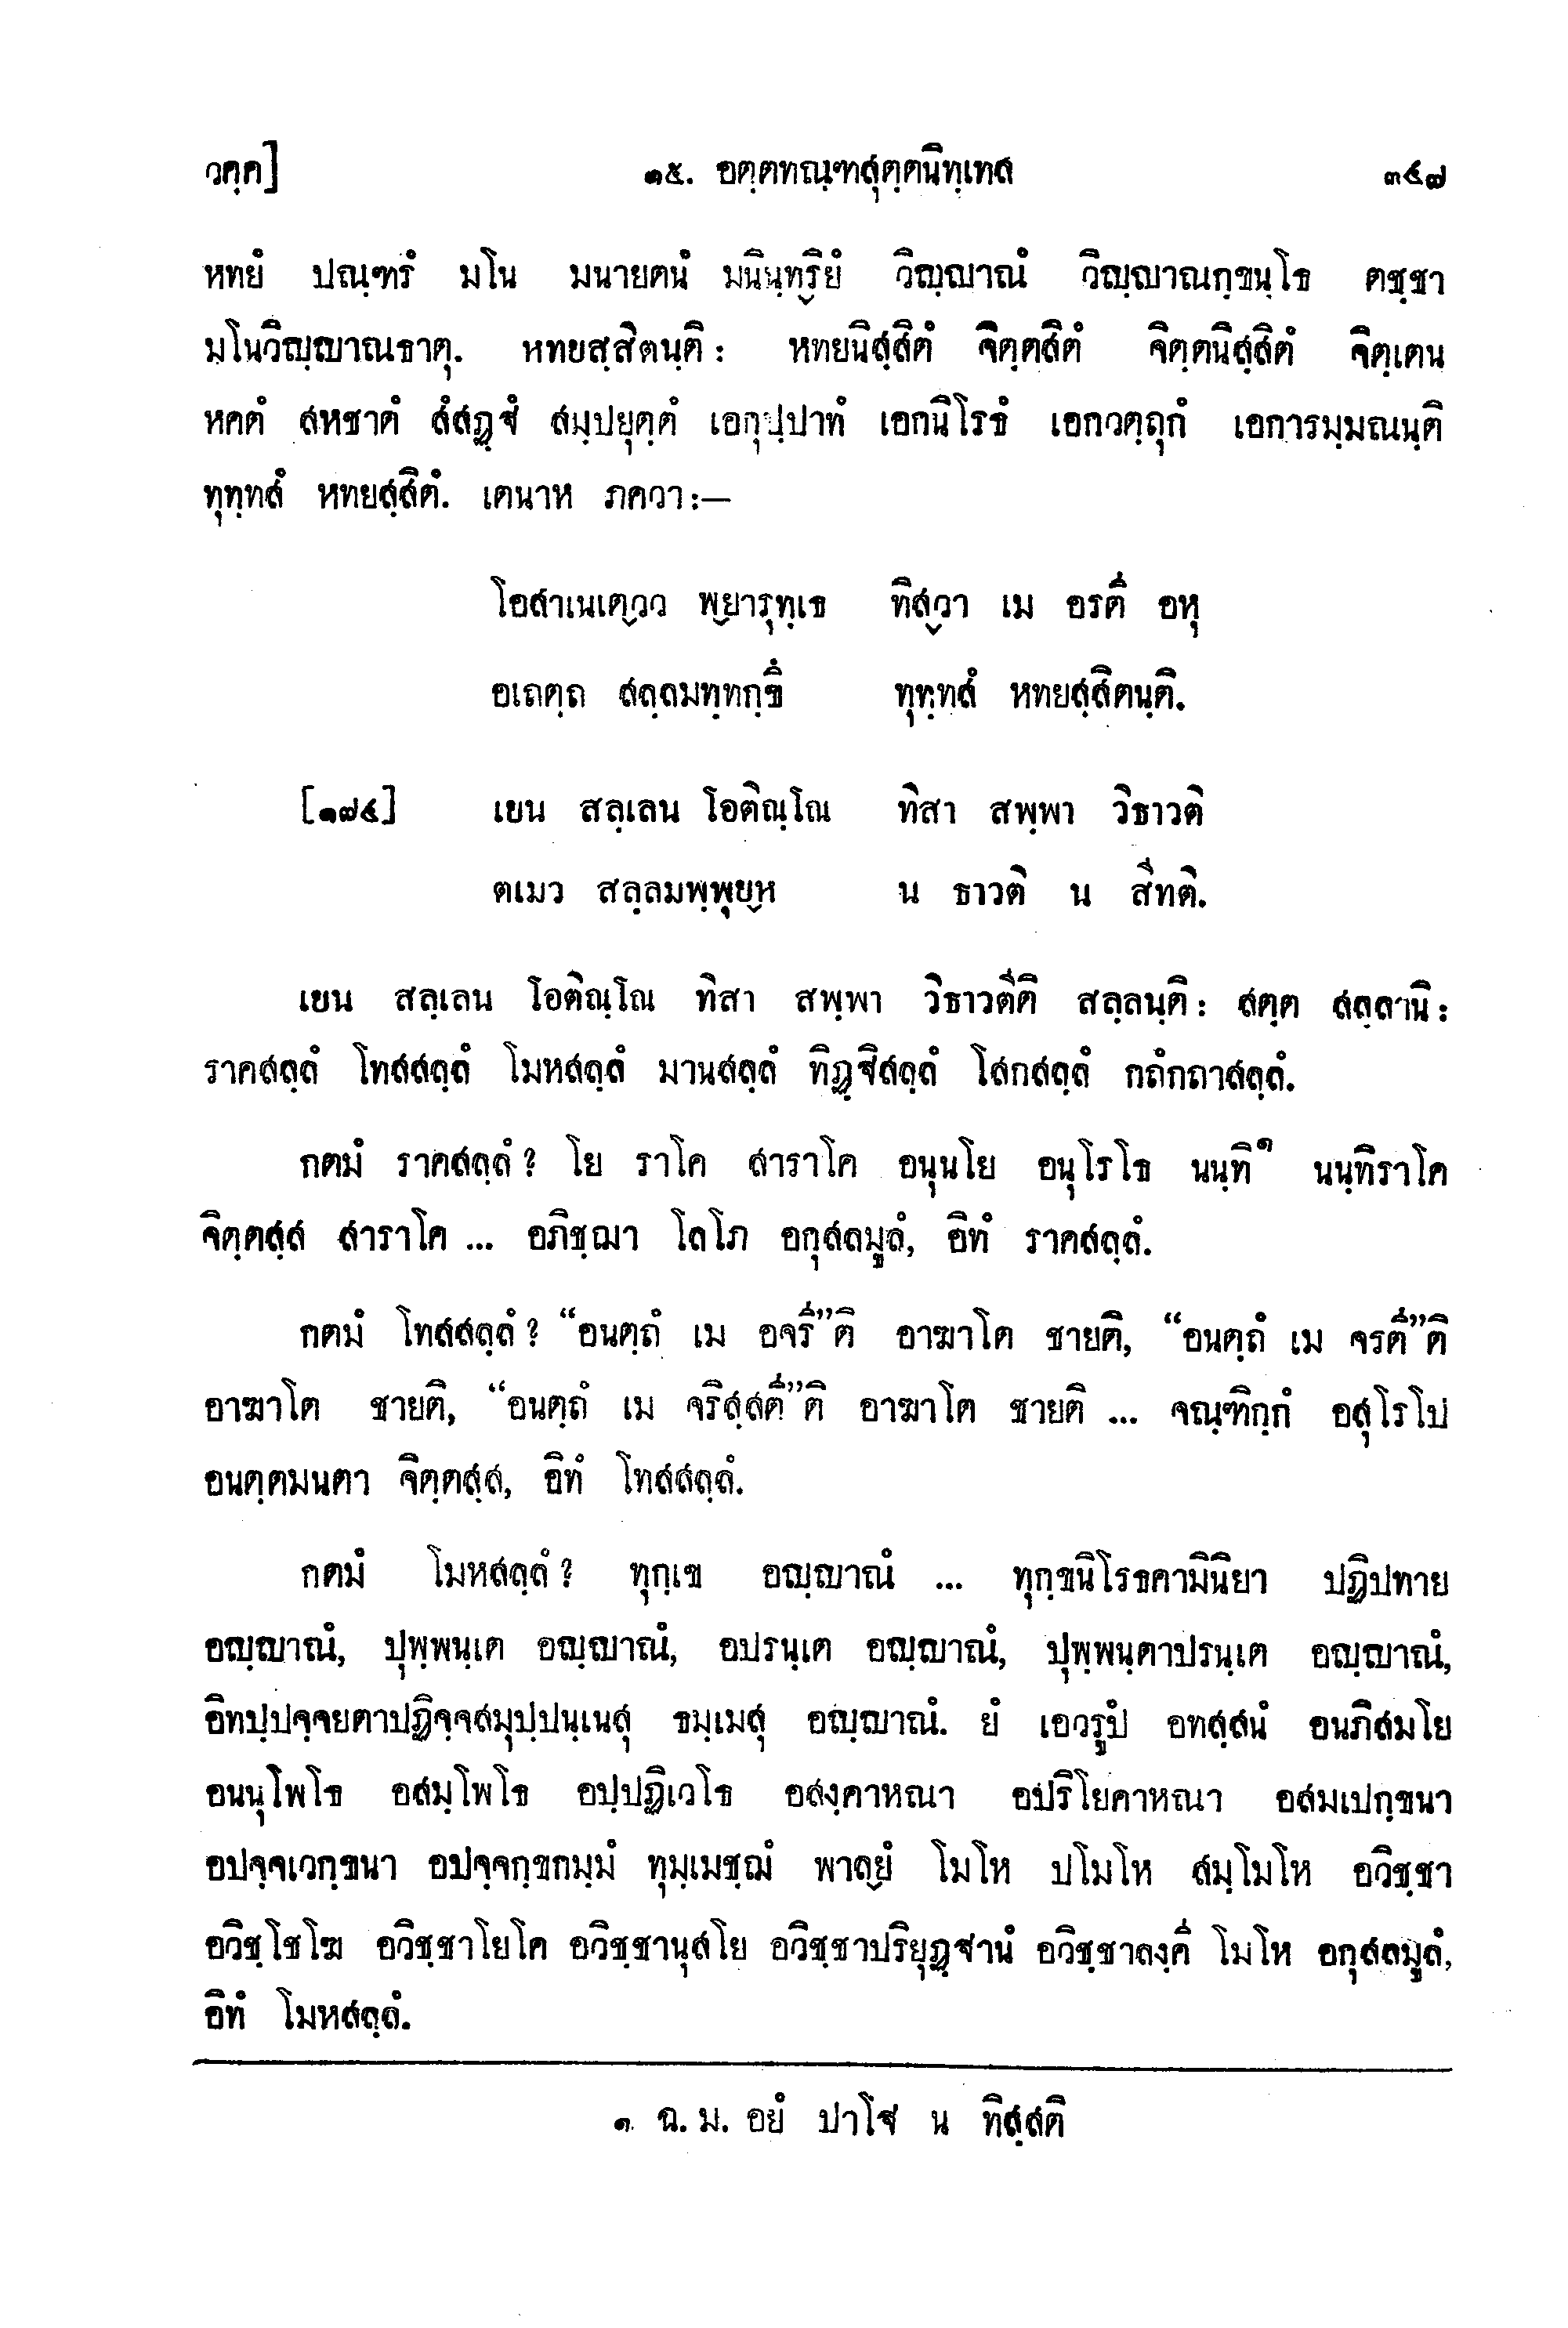 วคฺค] ๑๕. อตฺตทณฺฑสุตฺตนิทฺเทส ๓๔๗
หทยํ ปณฺฑรํ มโน มนายตนํ มนินฺทฺริยํ วิญฺญาณํ วิญฺญาณกฺขนฺโธ ตชฺชา
มโนวิญฺญาณธาตุ. หทยสฺสิตนฺติ : หทยนิสฺสิตํ จิตฺตสิตํ จิตฺตนิสฺสิตํ จิตฺเตน
หคตํ สหชาตํ สํสฏฺฐํ สมฺปยุตฺตํ เอกุปฺปาทํ เอกนิโรธํ เอกวตฺถุกํ เอการมฺมณนฺติ
ทุทฺทสํ หทยสฺสิตํ. เตนาห ภควา :—
โอสาเนเตฺวว พฺยารุทฺเธ ทิสฺวา เม อรตี อหุ
อเถตฺถ สลฺลมทฺทกฺขึ ทุทฺทสํ หทยสฺสิตนฺติ.
[๑๗๔] เยน สลฺเลน โอติณฺโณ ทิสา สพฺพา วิธาวติ
ตเมว สลฺลมพฺพุยฺห น ธาวติ น สีทติ.
เยน สลฺเลน โอติณฺโณ ทิสา สพฺพา วิธาวตีติ สลฺลนฺติ : สตฺต สลฺลานิ :
ราคสลฺลํ โทสสลฺลํ โมหสลฺลํ มานสลฺลํ ทิฏฺฐิสลฺลํ โสกสลฺลํ กถํกถาสลฺลํ.
กตมํ ราคสลฺลํ ? โย ราโค สาราโค อนุนโย อนุโรโธ นนฺทิ๑ นนฺทิราโค
จิตฺตสฺส สาราโค ... อภิชฺฌา โลโภ อกุสลมูลํ, อิทํ ราคสลฺลํ.
กตมํ โทสสลฺลํ ? “อนตฺถํ เม อจรี”ติ อาฆาโต ชายติ, “อนตฺถํ เม จรตี”ติ
อาฆาโต ชายติ, “อนตฺถํ เม จริสฺสตี”ติ อาฆาโต ชายติ ... จณฺฑิกฺกํ อสุโรโป
อนตฺตมนตา จิตฺตสฺส, อิทํ โทสสลฺลํ.
กตมํ โมหสลฺลํ ? ทุกฺเข อญฺญาณํ ... ทุกฺขนิโรธคามินิยา ปฏิปทาย
อญฺญาณํ, ปุพฺพนฺเต อญฺญาณํ, อปรนฺเต อญฺญาณํ, ปุพฺพนฺตาปรนฺเต อญฺญาณํ,
อิทปฺปจฺจยตาปฏิจฺจสมุปฺปนฺเนสุ ธมฺเมสุ อญฺญาณํ. ยํ เอวรูปํ อทสฺสนํ อนภิสมโย
อนนุโพโธ อสมฺโพโธ อปฺปฏิเวโธ อสงฺคาหณา อปริโยคาหณา อสมเปกฺขนา
อปจฺจเวกฺขนา อปจฺจกฺขกมฺมํ ทุมฺเมชฺฌํ พาลฺยํ โมโห ปโมโห สมฺโมโห อวิชฺชา
อวิชฺโชโฆ อวิชฺชาโยโค อวิชฺชานุสโย อวิชฺชาปริยุฏฺฐานํ อวิชฺชาลงฺคี โมโห อกุสลมูลํ,
อิทํ โมหสลฺลํ.
๑. ฉ. ม. อยํ ปาโฐ น ทิสฺสติ